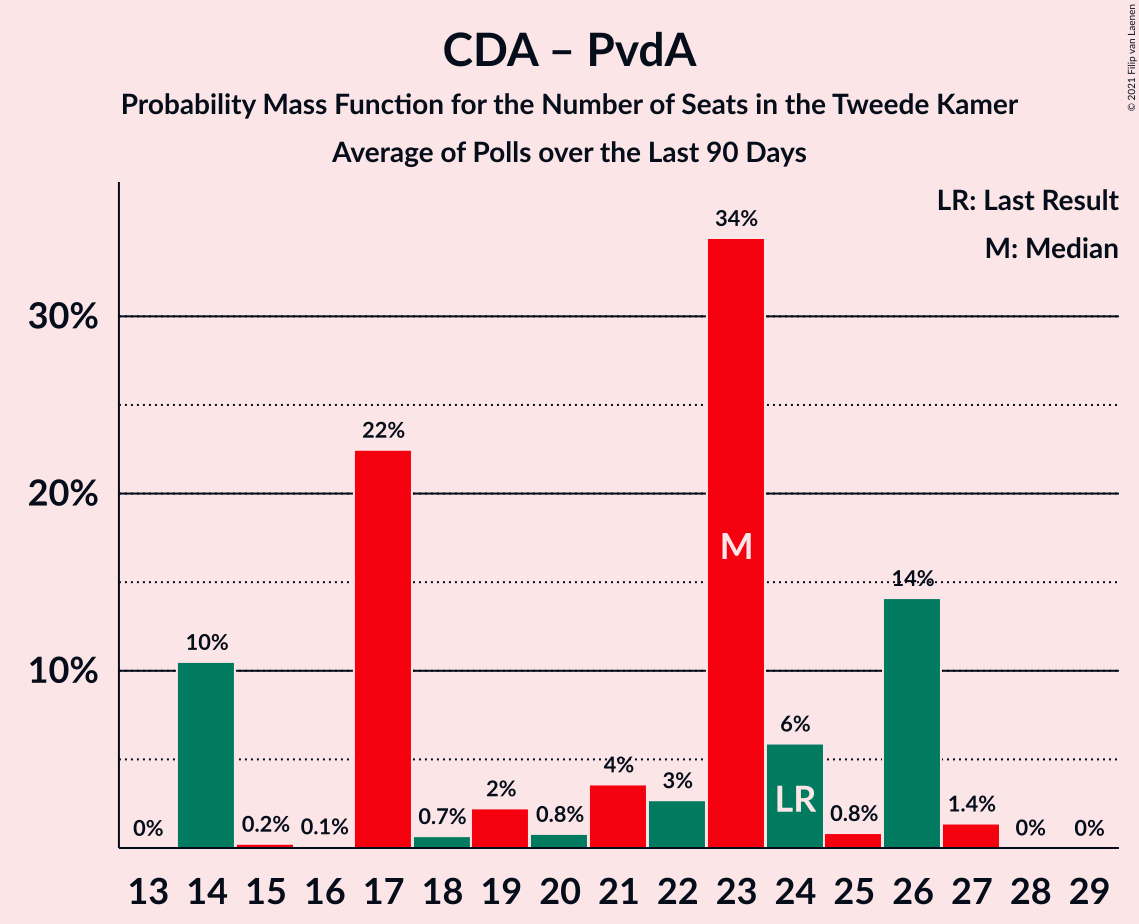 CDA – PvdA
Probability Mass Function for the Number of Seats in the Tweede Kamer
Average of Polls over the Last 90 Days
© 2021 Filip van Laenen
LR: Last Result
M: Median
30%
20%
10%
0%
10%
0.2%
0.1%
22%
0.7%
2%
0.8%
4%
3%
34%
M
6%
LR
0.8%
14%
1.4%
0%
0%
13 14 15 16 17 18 19 20 21 22 23 24 25 26 27 28 29